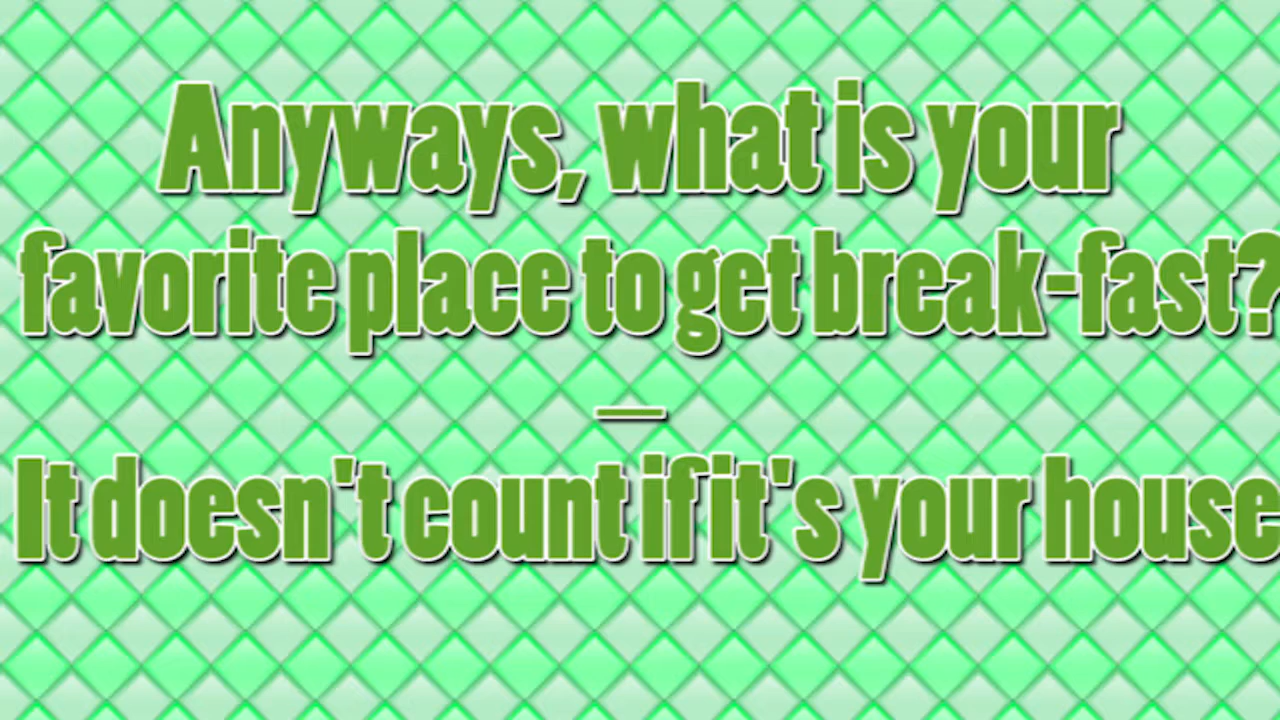 Anyways, what is your
favorite place to get break-fast?
—
It doesn't count if it's your house